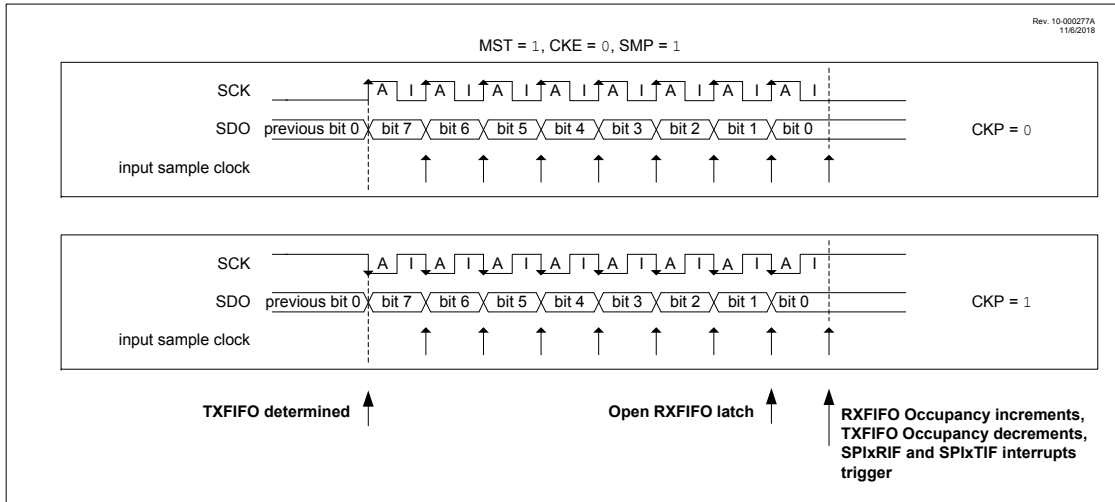 Rev. 10-000277A
11/6/2018
MST = 1, CKE = 0, SMP = 1
SCK A I A I A I A I A I A I A I A I
SDO previous bit 0 bit 7 bit 6 bit 5 bit 4 bit 3 bit 2 bit 1 bit 0 CKP = 0
input sample clock
SCK A I A I A I A I A I A I A I A I
SDO previous bit 0 bit 7 bit 6 bit 5 bit 4 bit 3 bit 2 bit 1 bit 0 CKP = 1
input sample clock
TXFIFO determined
Open RXFIFO latch
RXFIFO Occupancy increments,
TXFIFO Occupancy decrements,
SPIxRIF and SPIxTIF interrupts
trigger